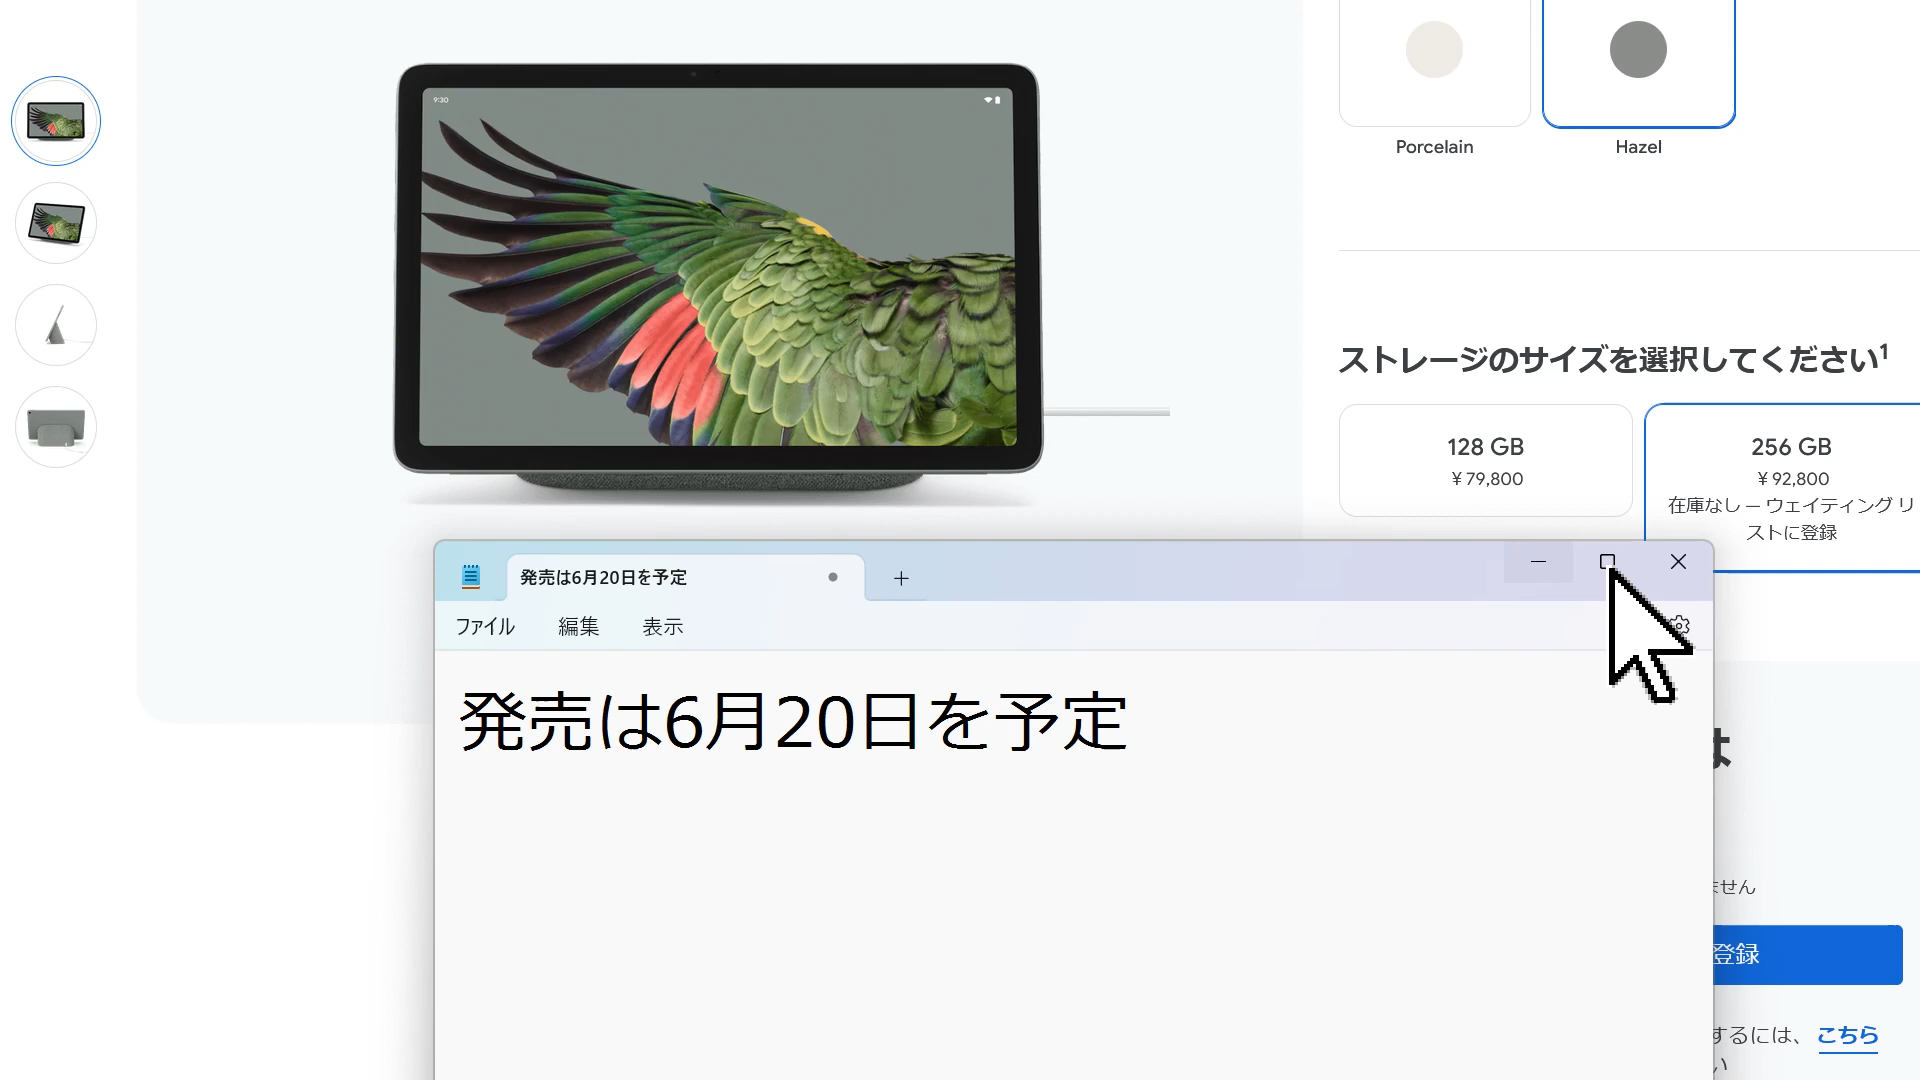 9:30
Porcelain
Hazel
ストレージのサイズを選択してください1
128 GB
¥79,800
256 GB
¥92,800
在庫なし – ウェイティング リ
ストに登録
発売は6月20日を予定
ファイル
編集
表示
発売は6月20日を予定
は
ません
登録
するには、こちら
い